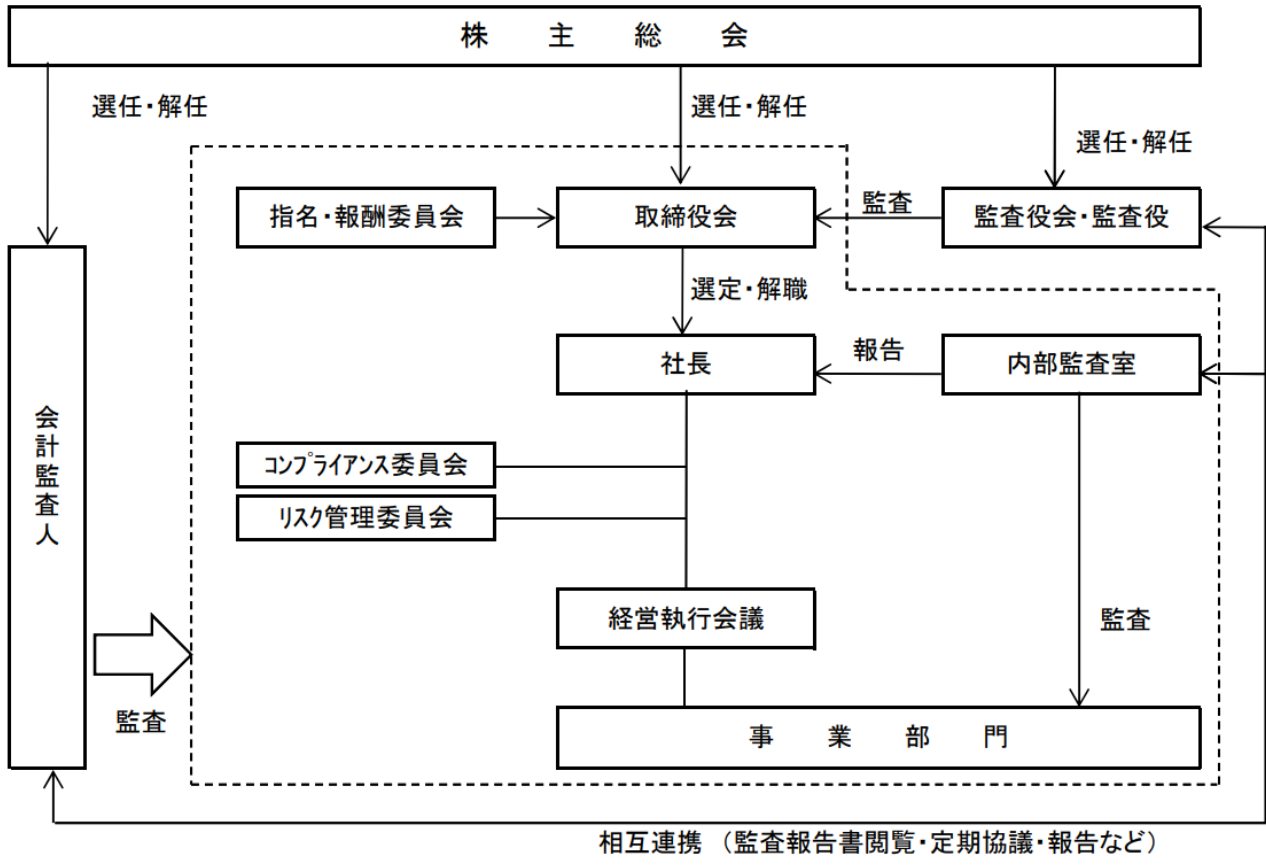 株主総会
選任・解任
選任・解任
選任・解任
指名・報酬委員会
取締役会
監査
監査役会・監査役
選定・解職
社長
報告
内部監査室
会計監査人
コンプライアンス委員会
リスク管理委員会
経営執行会議
監査
監査
事業部門
相互連携 （監査報告書閲覧・定期協議・報告など）